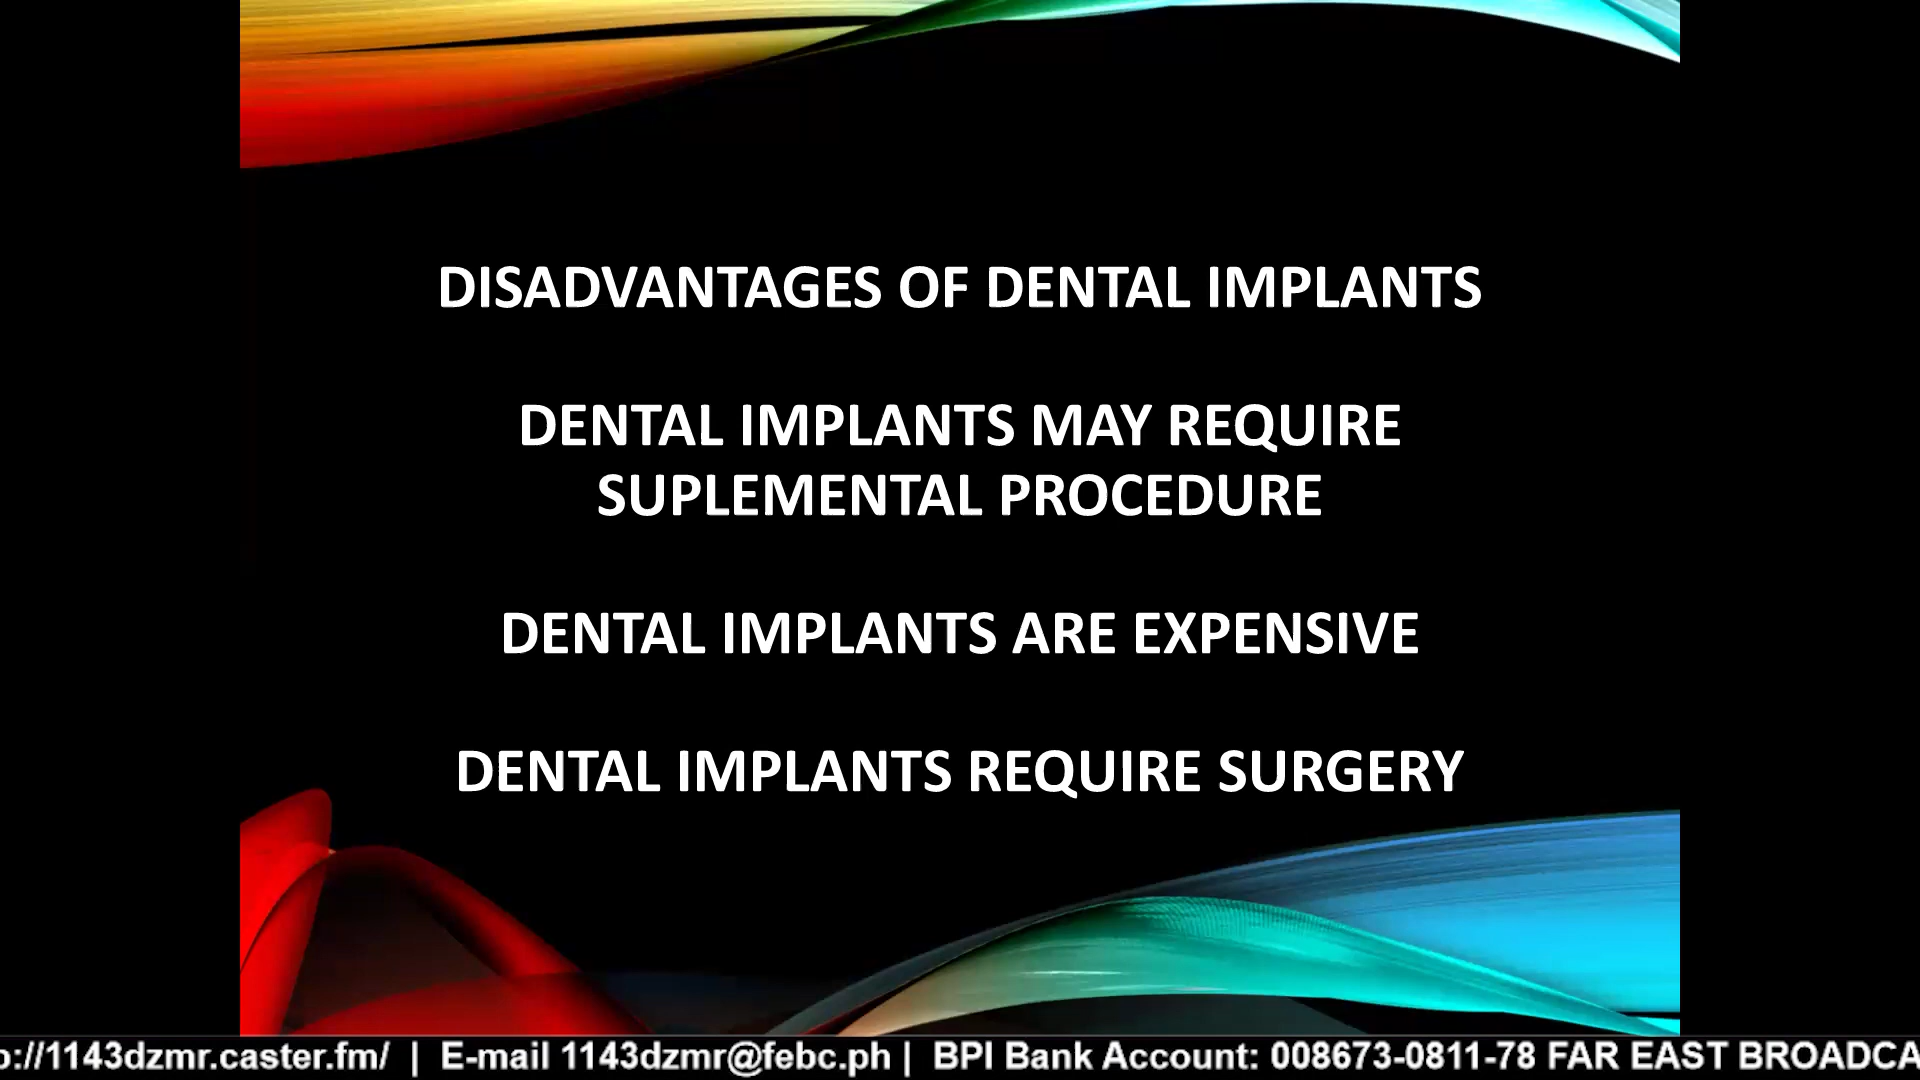 DISADVANTAGES OF DENTAL IMPLANTS
DENTAL IMPLANTS MAY REQUIRE
SUPLEMENTAL PROCEDURE
DENTAL IMPLANTS ARE EXPENSIVE
DENTAL IMPLANTS REQUIRE SURGERY
p://1143dzmr.caster.fm/ | E-mail 1143dzmr@febc.ph | BPI Bank Account: 008673-0811-78 FAR EAST BROADCA